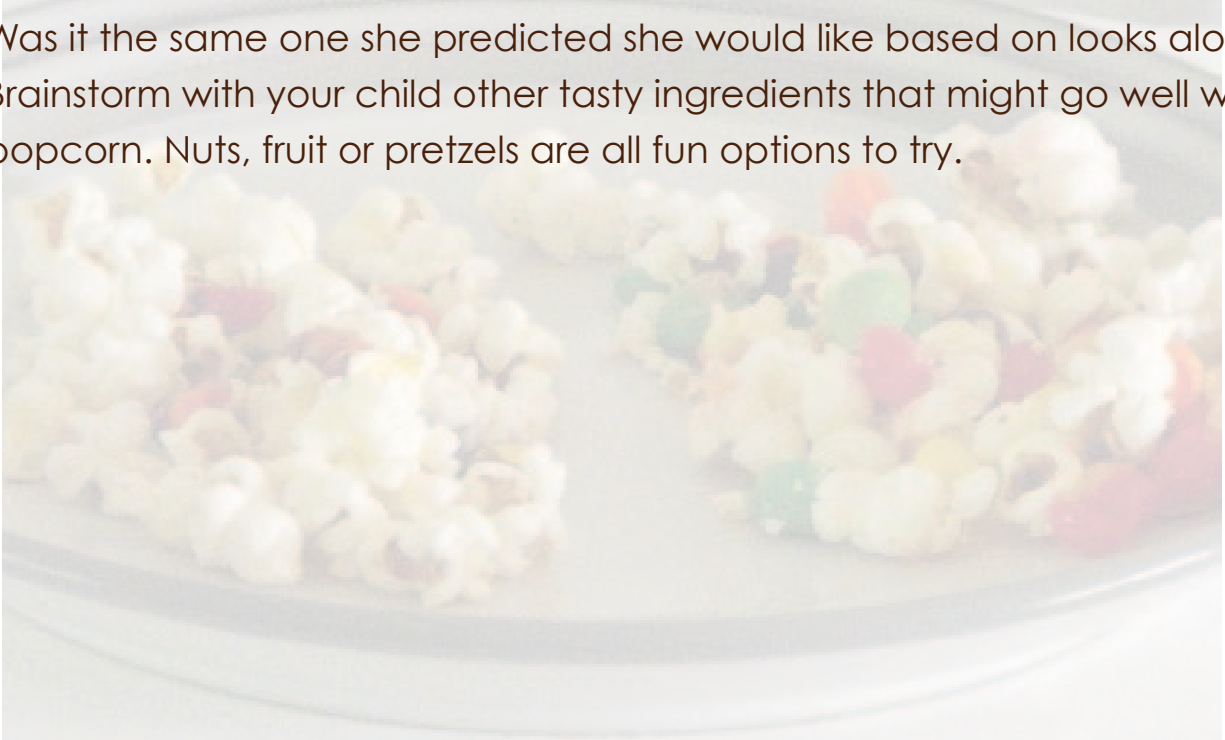 Was it the same one she predicted she would like based on looks alo
Brainstorm with your child other tasty ingredients that might go well w
popcorn. Nuts, fruit or pretzels are all fun options to try.